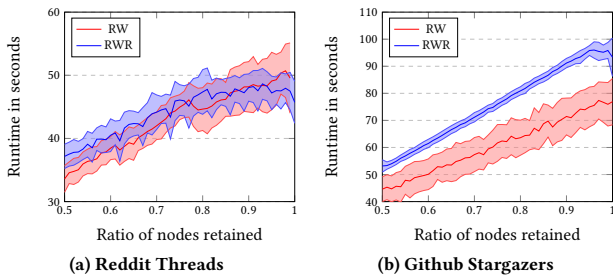 60
50
40
30
0.5 0.6 0.7 0.8 0.9 1
Runtime in seconds
Ratio of nodes retained
RW
RWR
(a) Reddit Threads
110
100
90
80
70
60
50
40
0.5 0.6 0.7 0.8 0.9 1
Runtime in seconds
Ratio of nodes retained
RW
RWR
(b) Github Stargazers